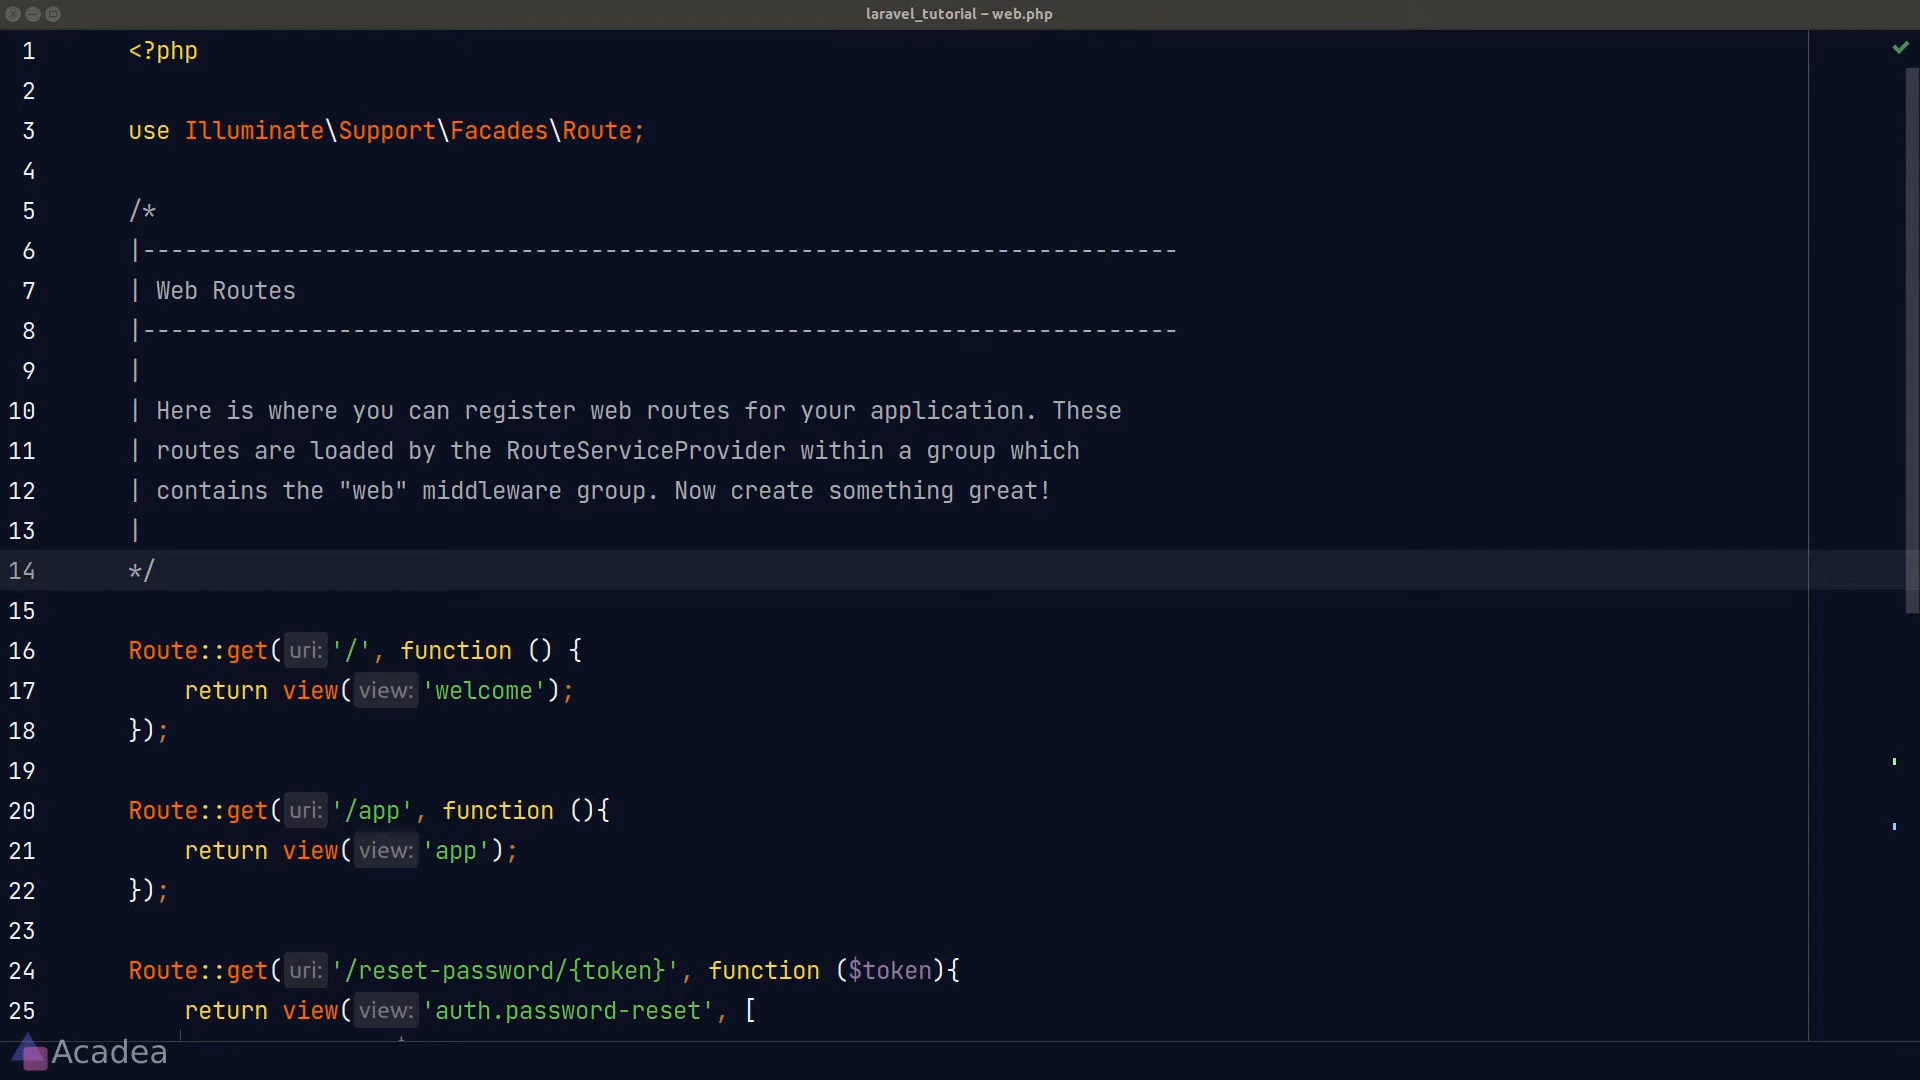 laravel_tutorial – web.php
1 <?php
2
3 use Illuminate\Support\Facades\Route;
4
5 /*
6 |--------------------------------------------------------------------------
7 | Web Routes
8 |--------------------------------------------------------------------------
9 |
10 | Here is where you can register web routes for your application. These
11 | routes are loaded by the RouteServiceProvider within a group which
12 | contains the "web" middleware group. Now create something great!
13 |
14 */
15
16 Route::get( uri: '/', function () {
17 return view( view: 'welcome');
18 });
19
20 Route::get( uri: '/app', function (){
21 return view( view: 'app');
22 });
23
24 Route::get( uri: '/reset-password/{token}', function ($token){
25 return view( view: 'auth.password-reset', [
Acadea